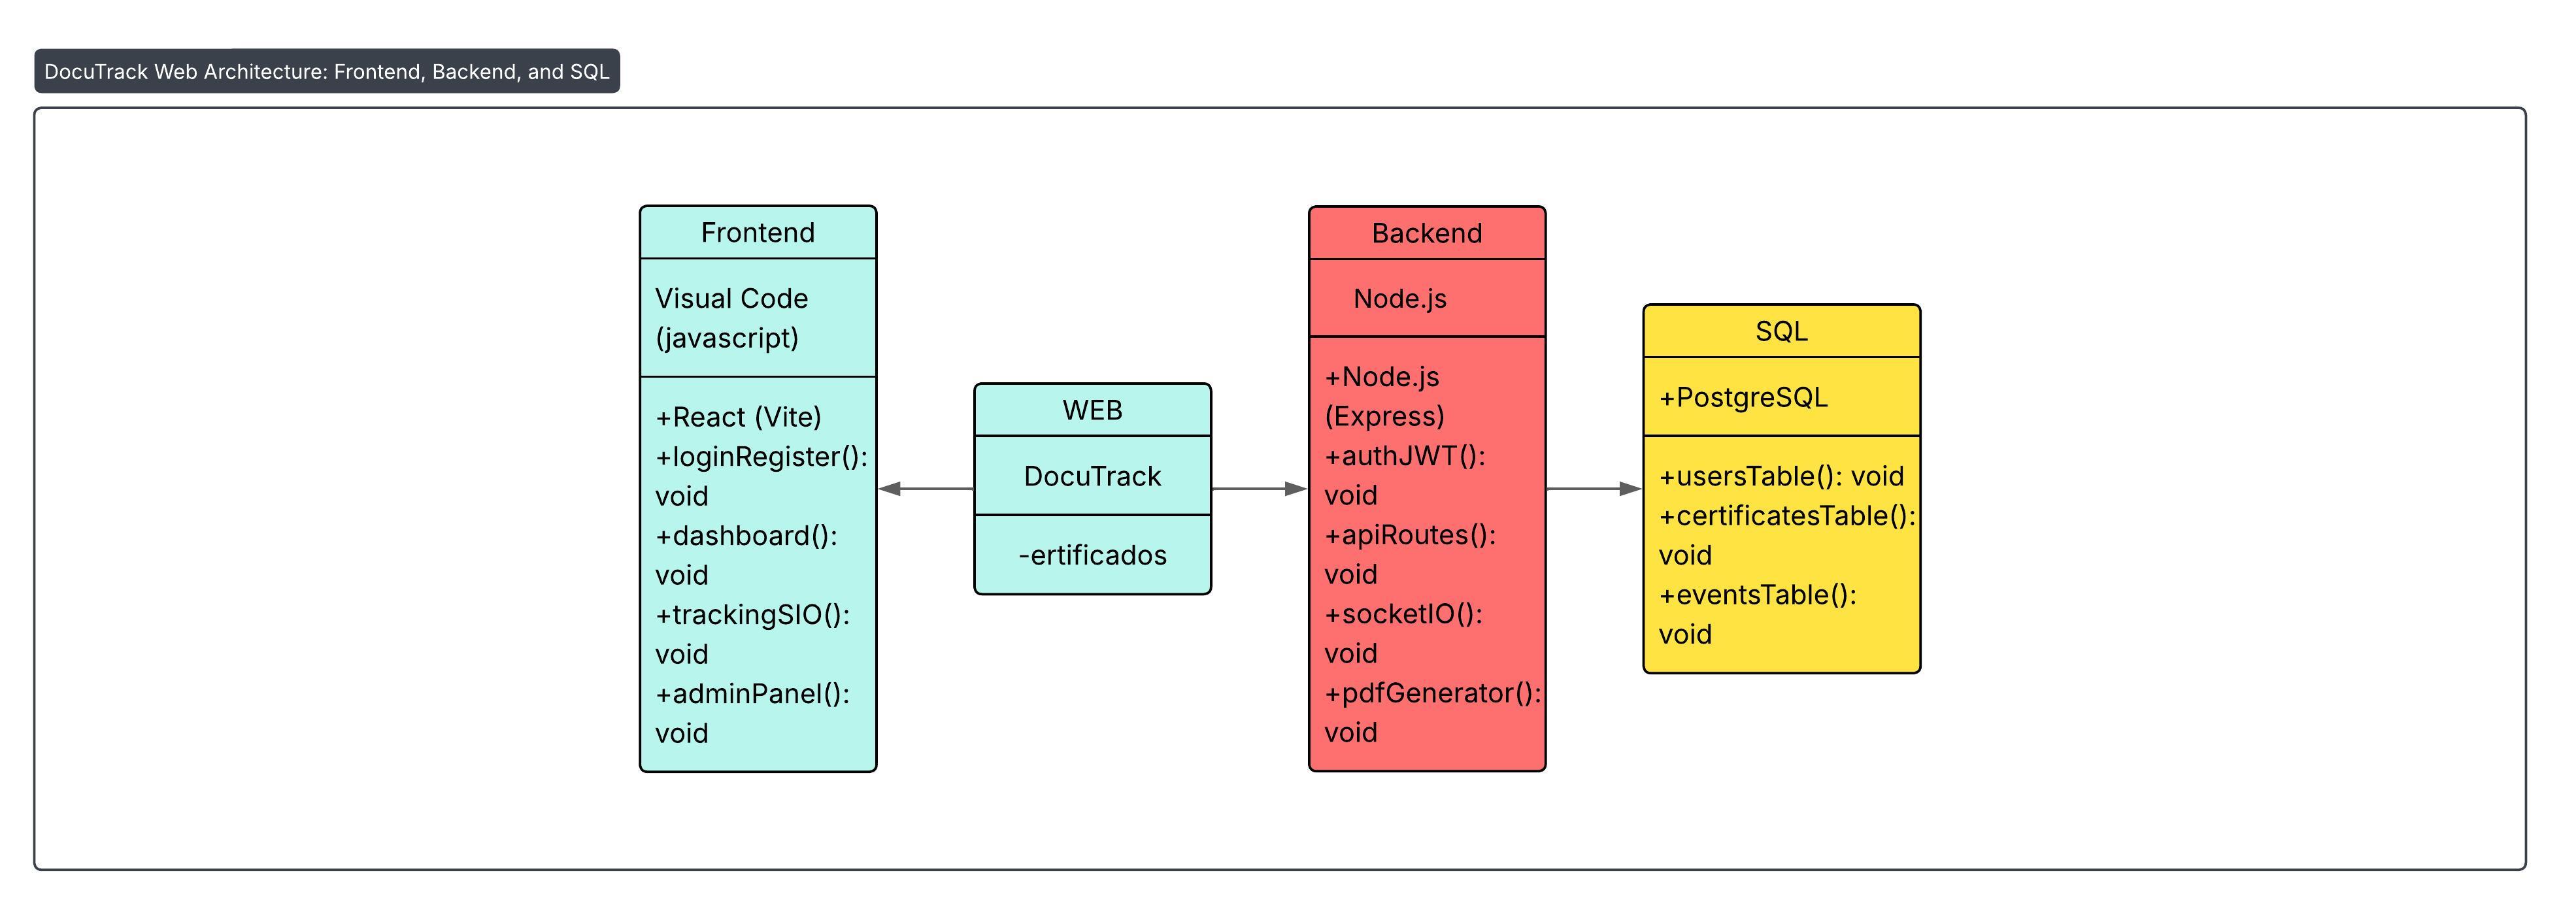 DocuTrack Web Architecture: Frontend, Backend, and SQL
Frontend
Visual Code
(javascript)
+React (Vite)
+loginRegister():
void
+dashboard():
void
+trackingSIO():
void
+adminPanel():
void
WEB
DocuTrack
-ertificados
Backend
Node.js
+Node.js
(Express)
+authJWT():
void
+apiRoutes():
void
+socketIO():
void
+pdfGenerator():
void
SQL
+PostgreSQL
+usersTable(): void
+certificatesTable():
void
+eventsTable():
void